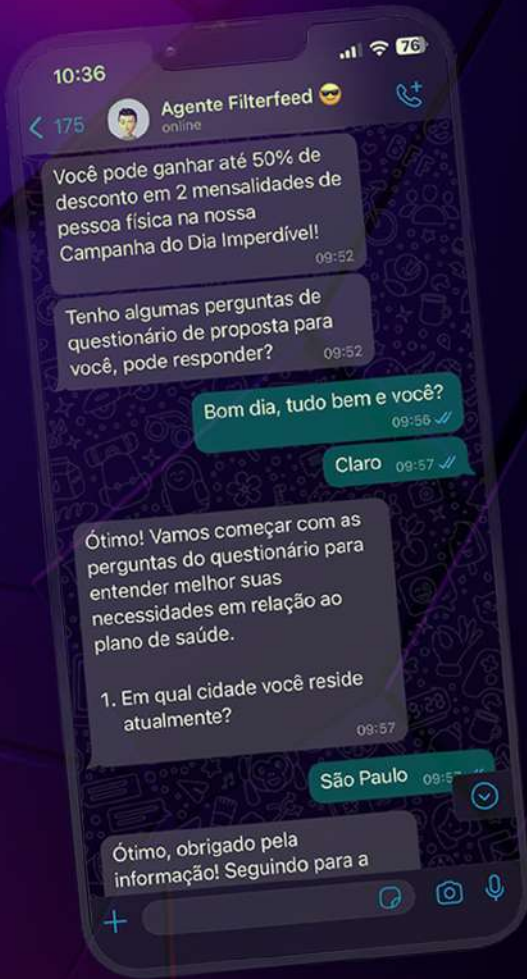 10:36
76
175
Agente Filterfeed 😎
online
Você pode ganhar até 50% de
desconto em 2 mensalidades de
pessoa física na nossa
Campanha do Dia Imperdível!
09:52
Tenho algumas perguntas de
questionário de proposta para
você, pode responder?
09:52
Bom dia, tudo bem e você?
09:56
Claro 09:57
Ótimo! Vamos começar com as
perguntas do questionário para
entender melhor suas
necessidades em relação ao
plano de saúde.
1. Em qual cidade você reside
atualmente?
09:57
São Paulo
Ótimo, obrigado pela
informação! Seguindo para a